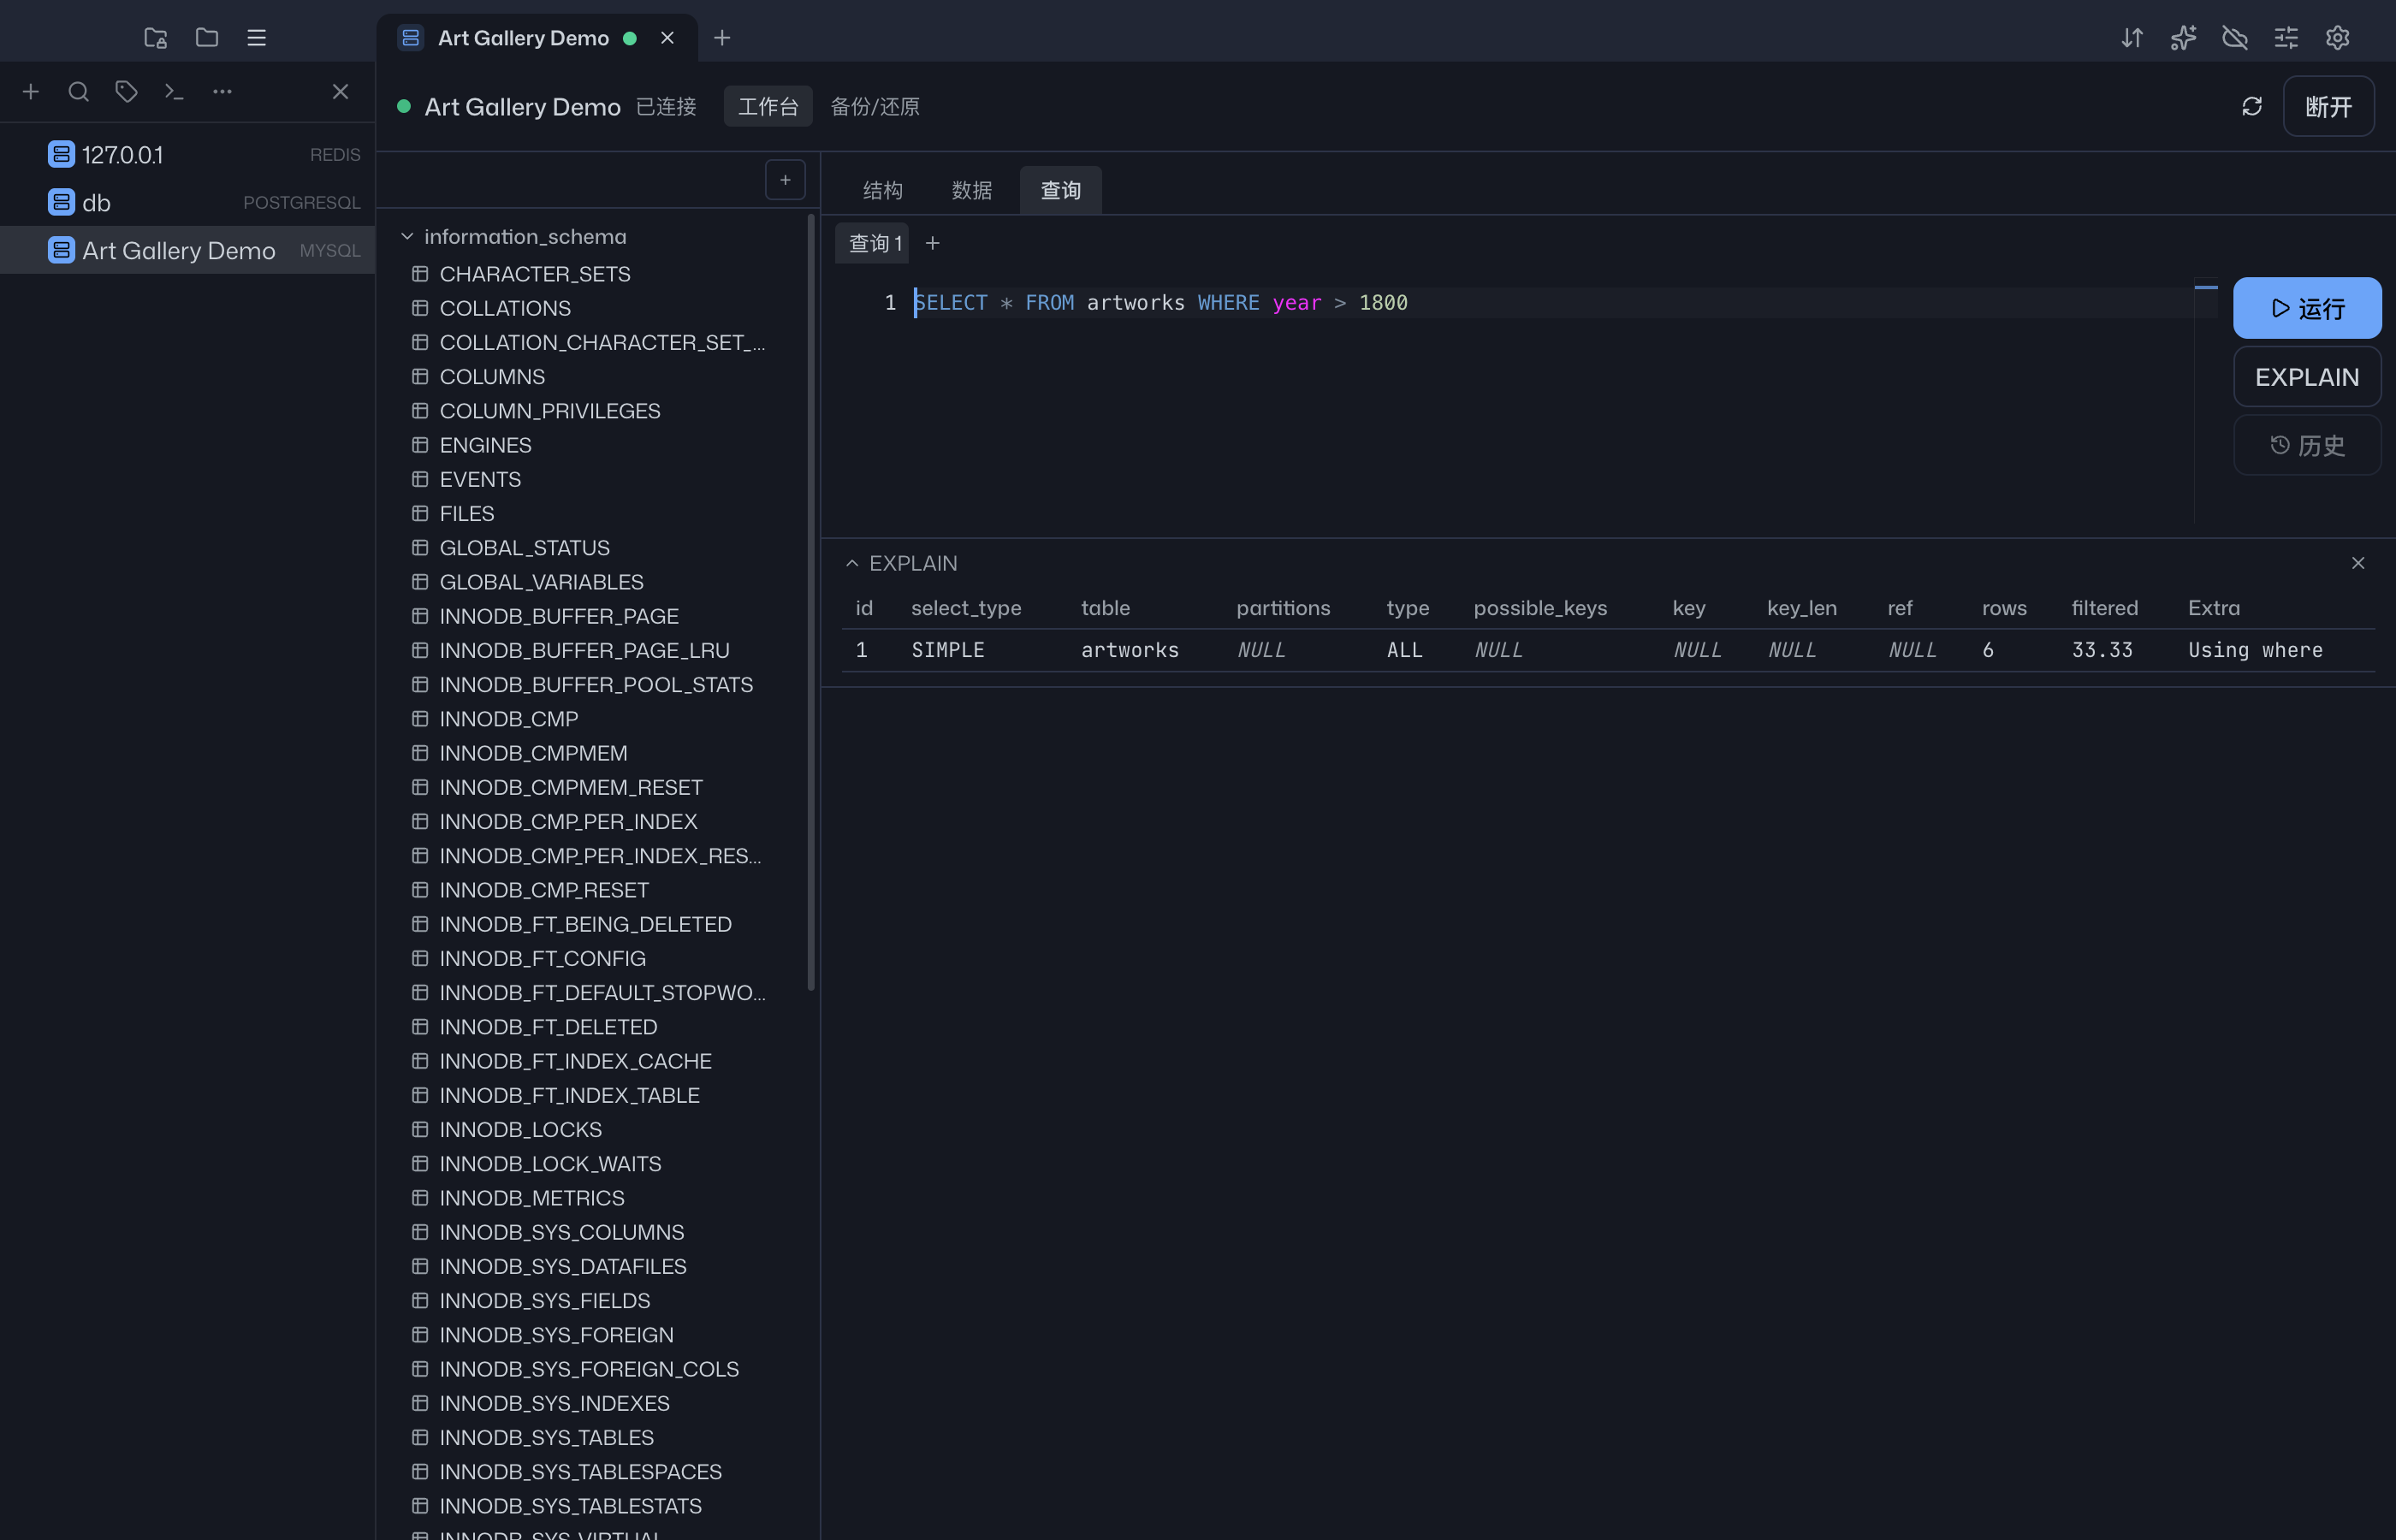 Art Gallery Demo
127.0.0.1 REDIS
db POSTGRESQL
Art Gallery Demo MYSQL
Art Gallery Demo 已连接 工作台 备份/还原 断开
information_schema
CHARACTER_SETS
COLLATIONS
COLLATION_CHARACTER_SET_...
COLUMNS
COLUMN_PRIVILEGES
ENGINES
EVENTS
FILES
GLOBAL_STATUS
GLOBAL_VARIABLES
INNODB_BUFFER_PAGE
INNODB_BUFFER_PAGE_LRU
INNODB_BUFFER_POOL_STATS
INNODB_CMP
INNODB_CMPMEM
INNODB_CMPMEM_RESET
INNODB_CMP_PER_INDEX
INNODB_CMP_PER_INDEX_RES...
INNODB_CMP_RESET
INNODB_FT_BEING_DELETED
INNODB_FT_CONFIG
INNODB_FT_DEFAULT_STOPWO...
INNODB_FT_DELETED
INNODB_FT_INDEX_CACHE
INNODB_FT_INDEX_TABLE
INNODB_LOCKS
INNODB_LOCK_WAITS
INNODB_METRICS
INNODB_SYS_COLUMNS
INNODB_SYS_DATAFILES
INNODB_SYS_FIELDS
INNODB_SYS_FOREIGN
INNODB_SYS_FOREIGN_COLS
INNODB_SYS_INDEXES
INNODB_SYS_TABLES
INNODB_SYS_TABLESPACES
INNODB_SYS_TABLESTATS
INNODB_SYS_VIRTUAL
结构 数据 查询
查询 1
1 SELECT * FROM artworks WHERE year > 1800
运行
EXPLAIN
历史
EXPLAIN
id select_type table partitions type possible_keys key key_len ref rows filtered Extra
1 SIMPLE artworks NULL ALL NULL NULL NULL NULL 6 33.33 Using where